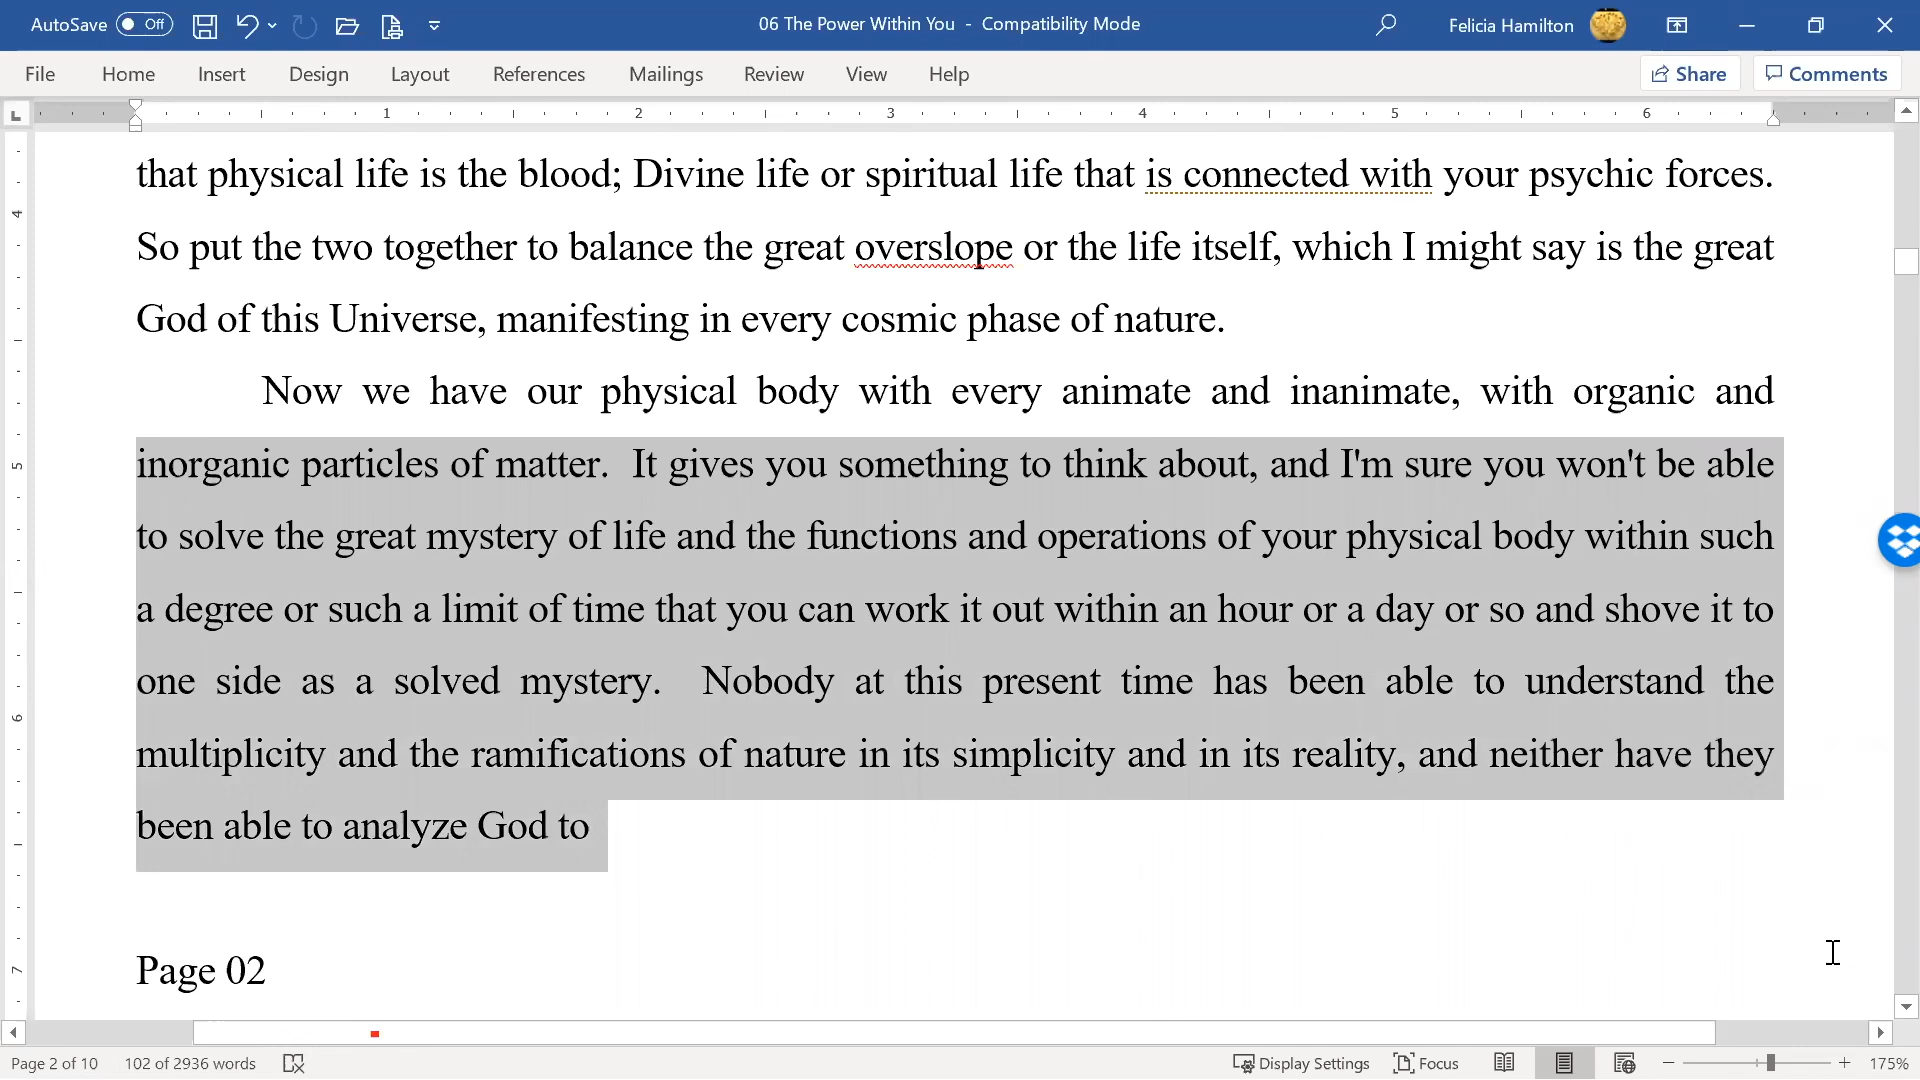 AutoSave Off 06 The Power Within You - Compatibility Mode Felicia Hamilton
File Home Insert Design Layout References Mailings Review View Help Share Comments
L 1 2 3 4 5 6
that physical life is the blood; Divine life or spiritual life that is connected with your psychic forces.
4
So put the two together to balance the great overslope or the life itself, which I might say is the great
God of this Universe, manifesting in every cosmic phase of nature.
Now we have our physical body with every animate and inanimate, with organic and
5
inorganic particles of matter.  It gives you something to think about, and I'm sure you won't be able
to solve the great mystery of life and the functions and operations of your physical body within such
a degree or such a limit of time that you can work it out within an hour or a day or so and shove it to
one side as a solved mystery.  Nobody at this present time has been able to understand the
6
multiplicity and the ramifications of nature in its simplicity and in its reality, and neither have they
been able to analyze God to
7
Page 02
Page 2 of 10 102 of 2936 words Display Settings Focus 175%